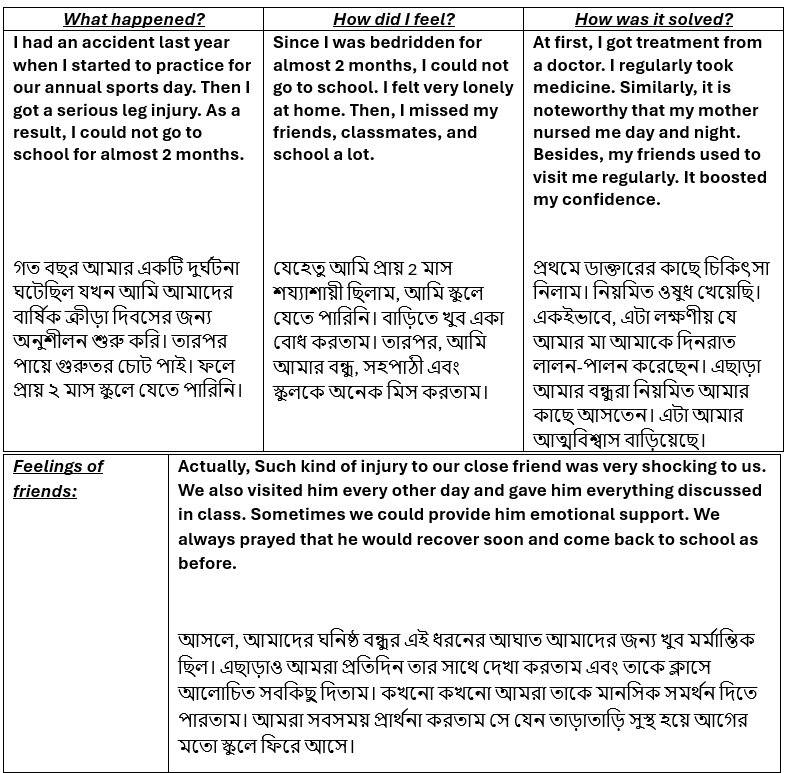 What happened?
I had an accident last year
when I started to practice for
our annual sports day. Then I
got a serious leg injury. As a
result, I could not go to
school for almost 2 months.
গত বছর আমার একটি দুর্ঘটনা
ঘটেছিল যখন আমি আমাদের
বার্ষিক ক্রীড়া দিবসের জন্য
অনুশীলন শুরু করি। তারপর
পায়ে গুরুতর চোট পাই। ফলে
প্রায় ২ মাস স্কুলে যেতে পারিনি।
How did I feel?
Since I was bedridden for
almost 2 months, I could not
go to school. I felt very lonely
at home. Then, I missed my
friends, classmates, and
school a lot.
যেহেতু আমি প্রায় 2 মাস
শয্যাশায়ী ছিলাম, আমি স্কুলে
যেতে পারিনি। বাড়িতে খুব একা
বোধ করতাম। তারপর, আমি
আমার বন্ধু, সহপাঠী এবং
স্কুলকে অনেক মিস করতাম।
How was it solved?
At first, I got treatment from
a doctor. I regularly took
medicine. Similarly, it is
noteworthy that my mother
nursed me day and night.
Besides, my friends used to
visit me regularly. It boosted
my confidence.
প্রথমে ডাক্তারের কাছে চিকিৎসা
নিলাম। নিয়মিত ওষুধ খেয়েছি।
একইভাবে, এটা লক্ষণীয় যে
আমার মা আমাকে দিনরাত
লালন-পালন করেছেন। এছাড়া
আমার বন্ধুরা নিয়মিত আমার
কাছে আসতেন। এটা আমার
আত্মবিশ্বাস বাড়িয়েছে।
Feelings of
friends:
Actually, Such kind of injury to our close friend was very shocking to us.
We also visited him every other day and gave him everything discussed
in class. Sometimes we could provide him emotional support. We
always prayed that he would recover soon and come back to school as
before.
আসলে, আমাদের ঘনিষ্ঠ বন্ধুর এই ধরনের আঘাত আমাদের জন্য খুব মর্মান্তিক
ছিল। এছাড়াও আমরা প্রতিদিন তার সাথে দেখা করতাম এবং তাকে ক্লাসে
আলোচিত সবকিছু দিতাম। কখনো কখনো আমরা তাকে মানসিক সমর্থন দিতে
পারতাম। আমরা সবসময় প্রার্থনা করতাম সে যেন তাড়াতাড়ি সুস্থ হয়ে আগের
মতো স্কুলে ফিরে আসে।